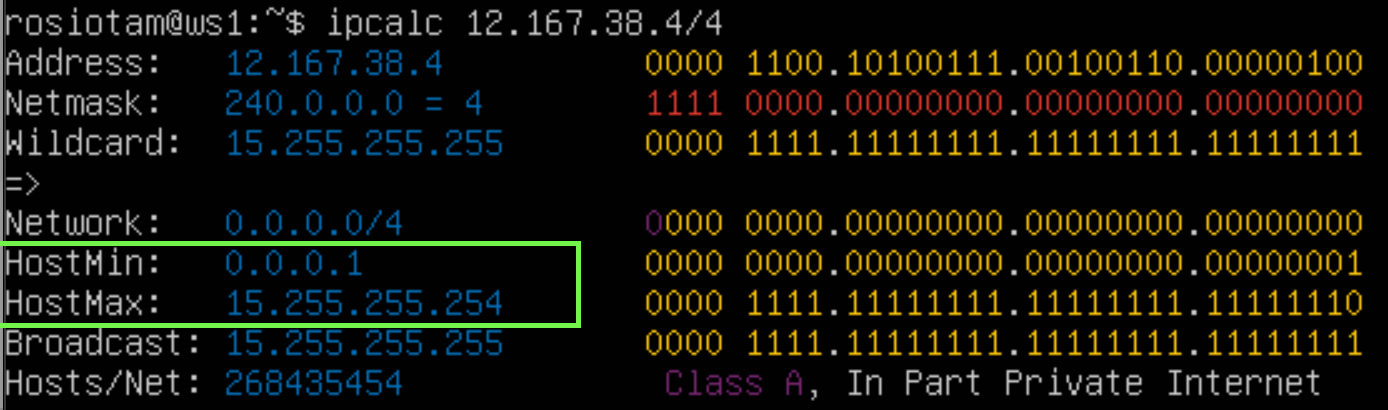 rosiotam@ws1:~$ ipcalc 12.167.38.4/4
Address: 12.167.38.4 0000 1100.10100111.00100110.00000100
Netmask: 240.0.0.0 = 4 1111 0000.00000000.00000000.00000000
Wildcard: 15.255.255.255 0000 1111.11111111.11111111.11111111
=>
Network: 0.0.0.0/4 0000 0000.00000000.00000000.00000000
HostMin: 0.0.0.1 0000 0000.00000000.00000000.00000001
HostMax: 15.255.255.254 0000 1111.11111111.11111111.11111110
Broadcast: 15.255.255.255 0000 1111.11111111.11111111.11111111
Hosts/Net: 268435454 Class A, In Part Private Internet